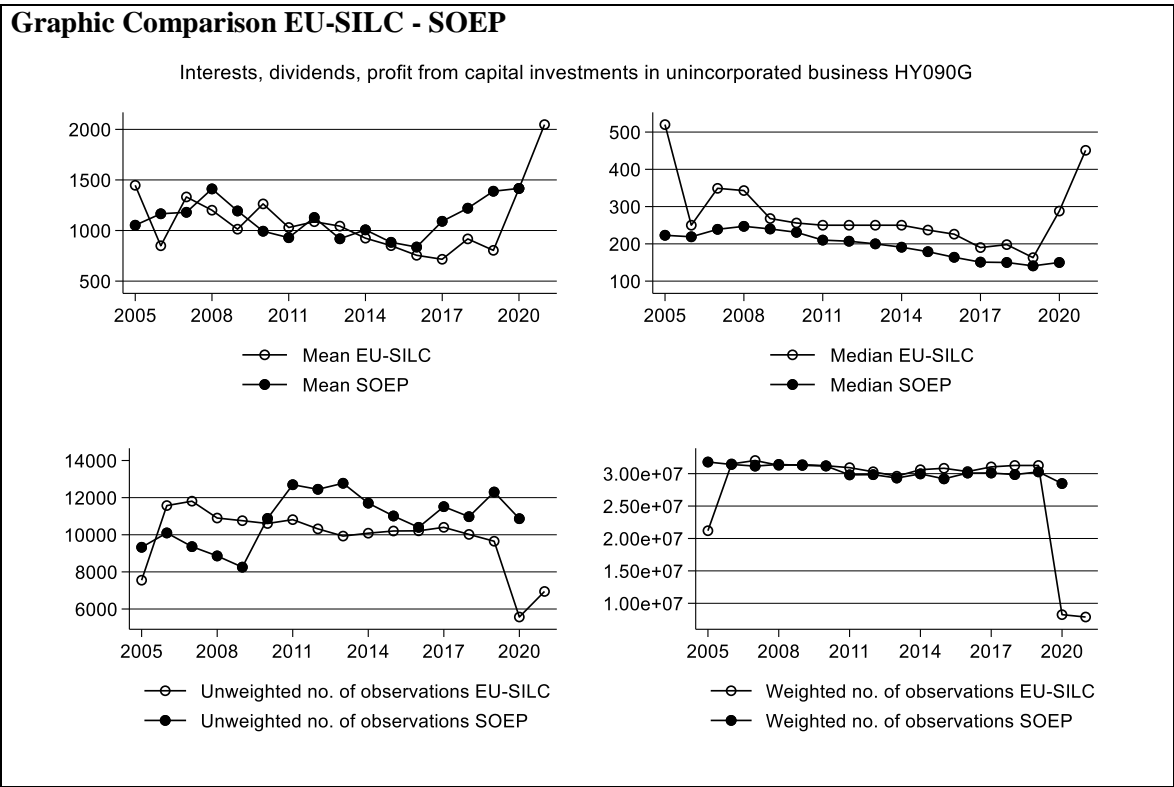 Graphic Comparison EU-SILC - SOEP
Interests, dividends, profit from capital investments in unincorporated business HY090G
2000
1500
1000
500
2005 2008 2011 2014 2017 2020
Mean EU-SILC
Mean SOEP
500
400
300
200
100
2005 2008 2011 2014 2017 2020
Median EU-SILC
Median SOEP
14000
12000
10000
8000
6000
2005 2008 2011 2014 2017 2020
Unweighted no. of observations EU-SILC
Unweighted no. of observations SOEP
3.00e+07
2.50e+07
2.00e+07
1.50e+07
1.00e+07
2005 2008 2011 2014 2017 2020
Weighted no. of observations EU-SILC
Weighted no. of observations SOEP